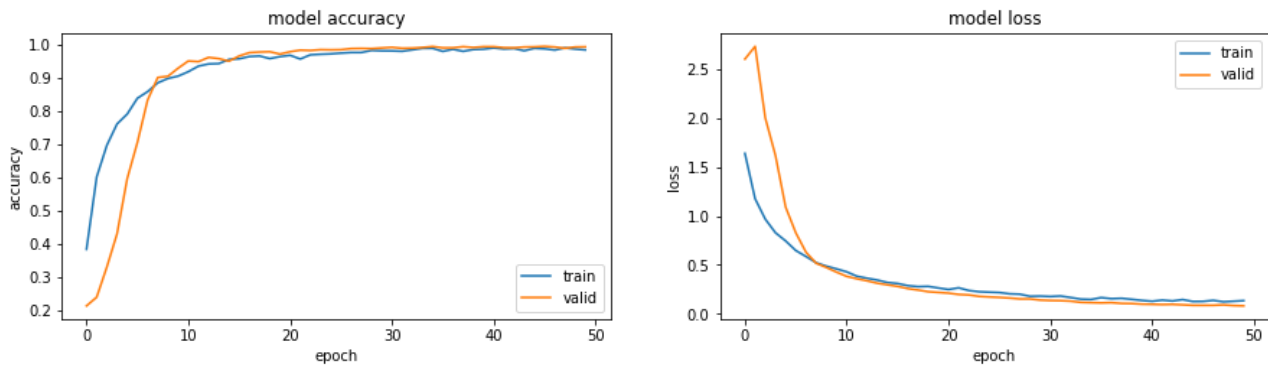 model accuracy
1.0
0.9
0.8
0.7
0.6
0.5
0.4
0.3
0.2
accuracy
train
valid
0 10 20 30 40 50
epoch
model loss
2.5
2.0
1.5
1.0
0.5
0.0
loss
train
valid
0 10 20 30 40 50
epoch